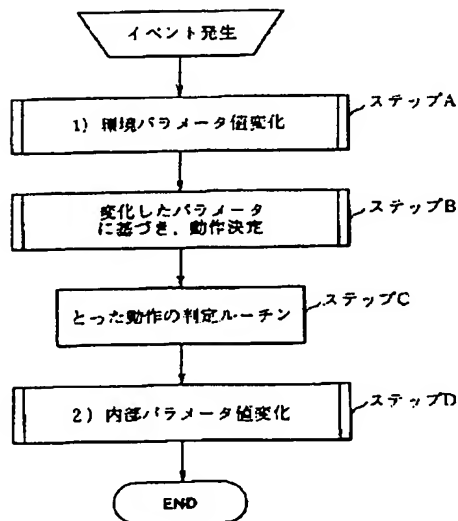 イベント発生
1) 環境パラメータ値変化
ステップA
変化したパラメータ
に基づき、動作決定
ステップB
とった動作の判定ルーチン
ステップC
2) 内部パラメータ値変化
ステップD
END